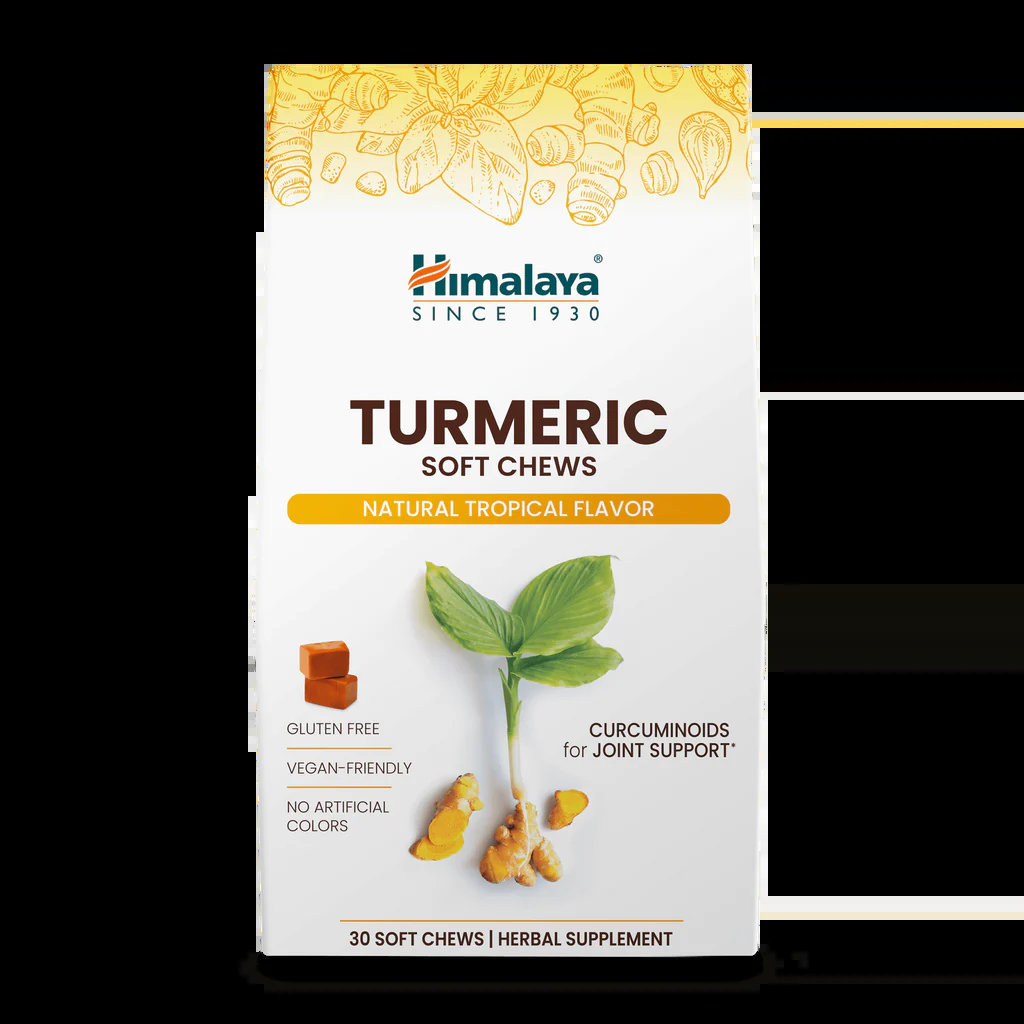 Himalaya®
SINCE 1930
TURMERIC
SOFT CHEWS
NATURAL TROPICAL FLAVOR
GLUTEN FREE
VEGAN-FRIENDLY
NO ARTIFICIAL
COLORS
CURCUMINOIDS
for JOINT SUPPORT*
30 SOFT CHEWS | HERBAL SUPPLEMENT